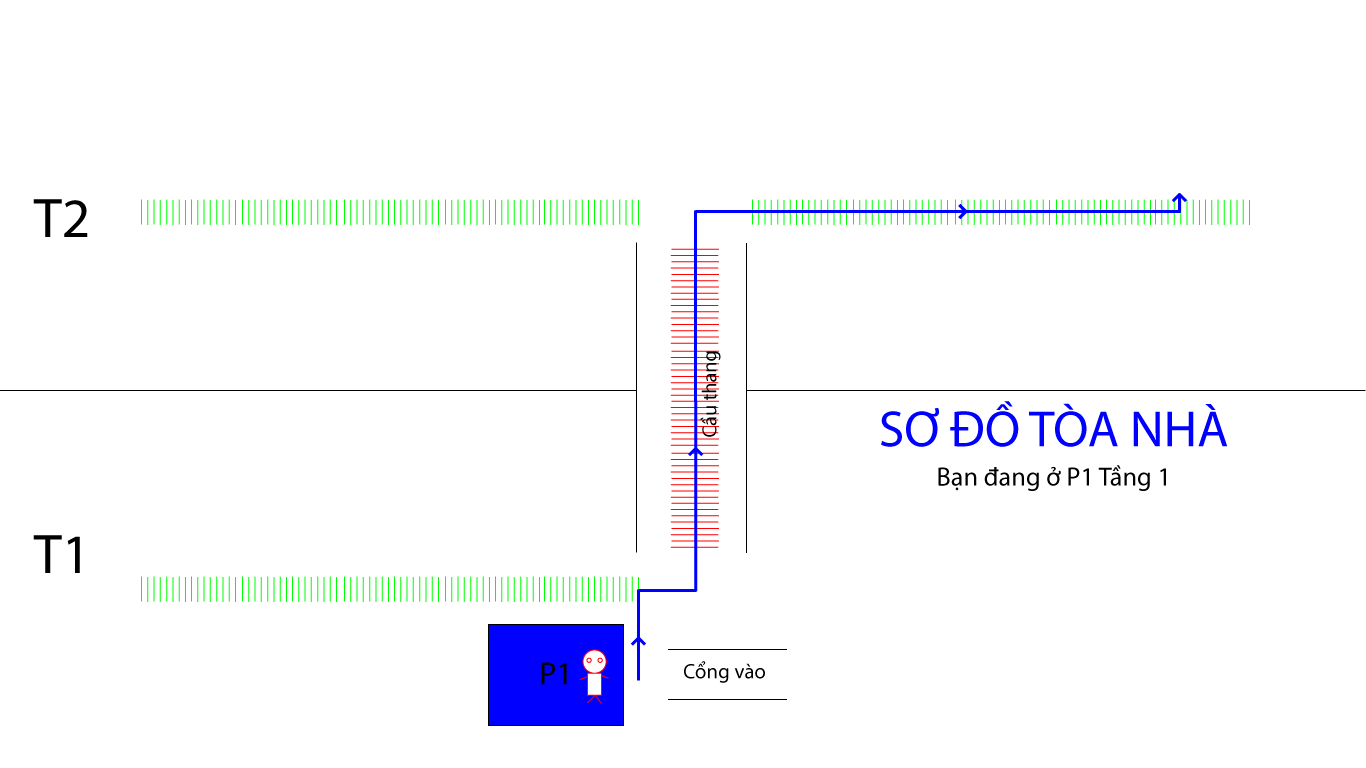 T2
Cầu thang
SƠ ĐỒ TÒA NHÀ
Bạn đang ở P1 Tầng 1
T1
P1
Cổng vào